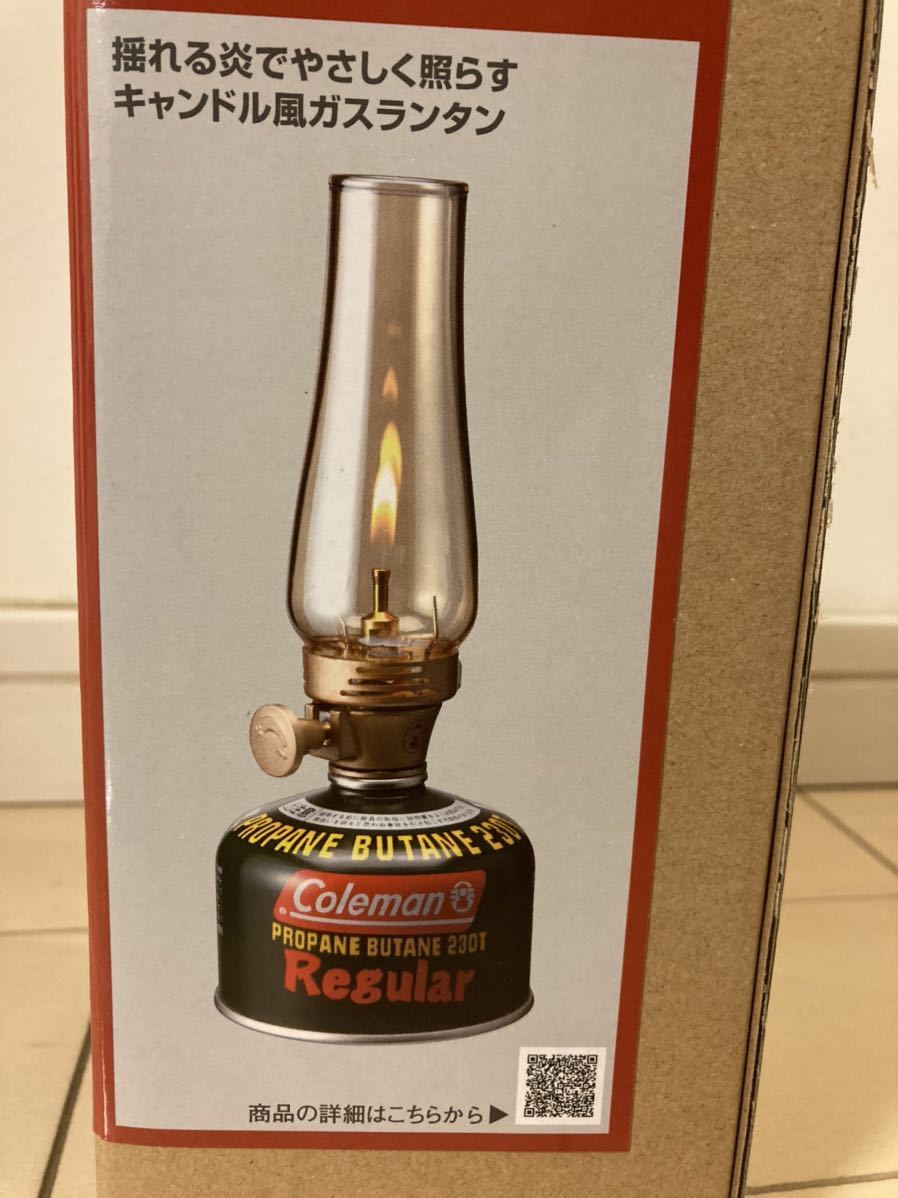 揺れる炎でやさしく照らす
キャンドル風ガスランタン
PROPANE BUTANE 230
Coleman
PROPANE BUTANE 230T
Regular
商品の詳細はこちらから▶